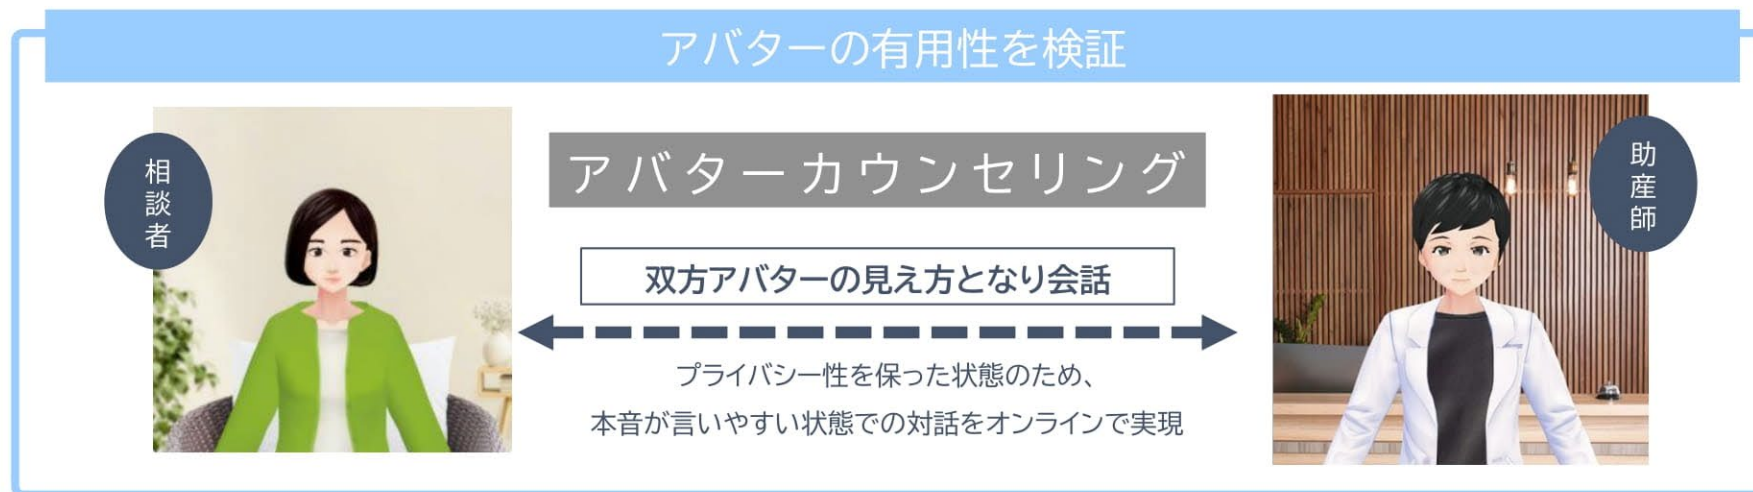 アバターの有用性を検証
相談者
アバターカウンセリング
助産師
双方アバターの見え方となり会話
プライバシー性を保った状態のため、
本音が言いやすい状態での対話をオンラインで実現